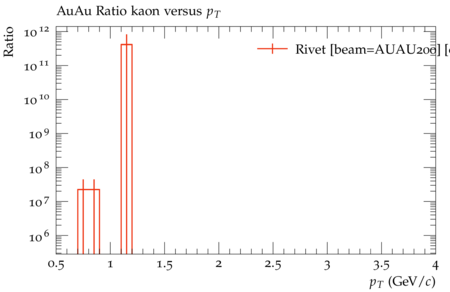 AuAu Ratio kaon versus p_T
Ratio
10^12
10^11
10^10
10^9
10^8
10^7
10^6
Rivet [beam=AUAU200] [
0.5 1 1.5 2 2.5 3 3.5 4
p_T (GeV/c)